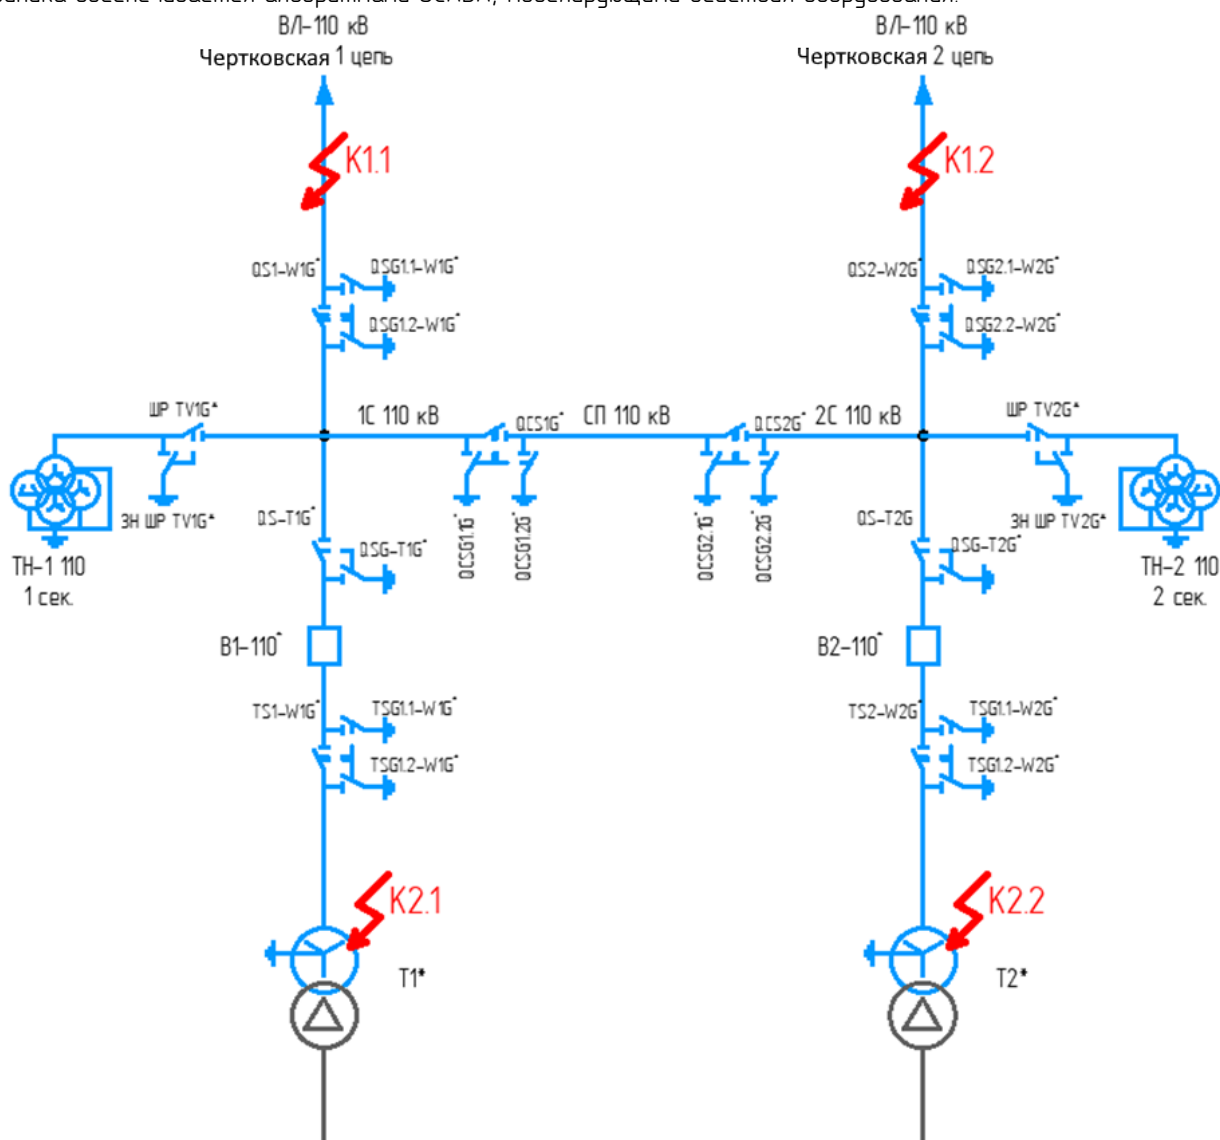 ВЛ-110 кВ
Чертковская 1 цепь
ВЛ-110 кВ
Чертковская 2 цепь
К1.1
К1.2
QS1-W1G*
QSG1.1-W1G*
QSG1.2-W1G*
QS2-W2G*
QSG2.1-W2G*
QSG2.2-W2G*
ШР TV1G*
1С 110 кВ
QCS1G*
СП 110 кВ
QCS2G*
2С 110 кВ
ШР TV2G*
ЗН ШР TV1G*
QS-T1G*
QSG-T1G*
QCSG1.1G*
QCSG1.2G*
QCSG2.1G*
QCSG2.2G*
QS-T2G
QSG-T2G*
ЗН ШР TV2G*
ТН-1 110
1 сек.
ТН-2 110
2 сек.
В1-110*
В2-110*
TS1-W1G*
TSG1.1-W1G*
TSG1.2-W1G*
TS2-W2G*
TSG1.1-W2G*
TSG1.2-W2G*
К2.1
К2.2
Т1*
Т2*